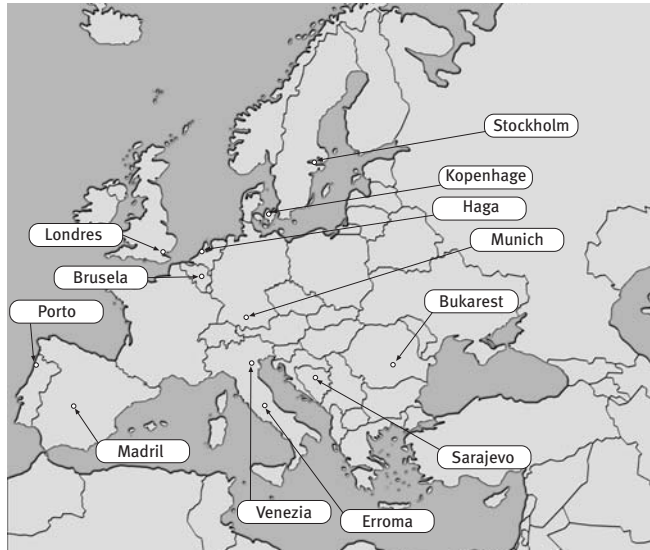 Stockholm
Kopenhage
Haga
Londres
Munich
Brusela
Bukarest
Porto
Madril
Sarajevo
Venezia
Erroma